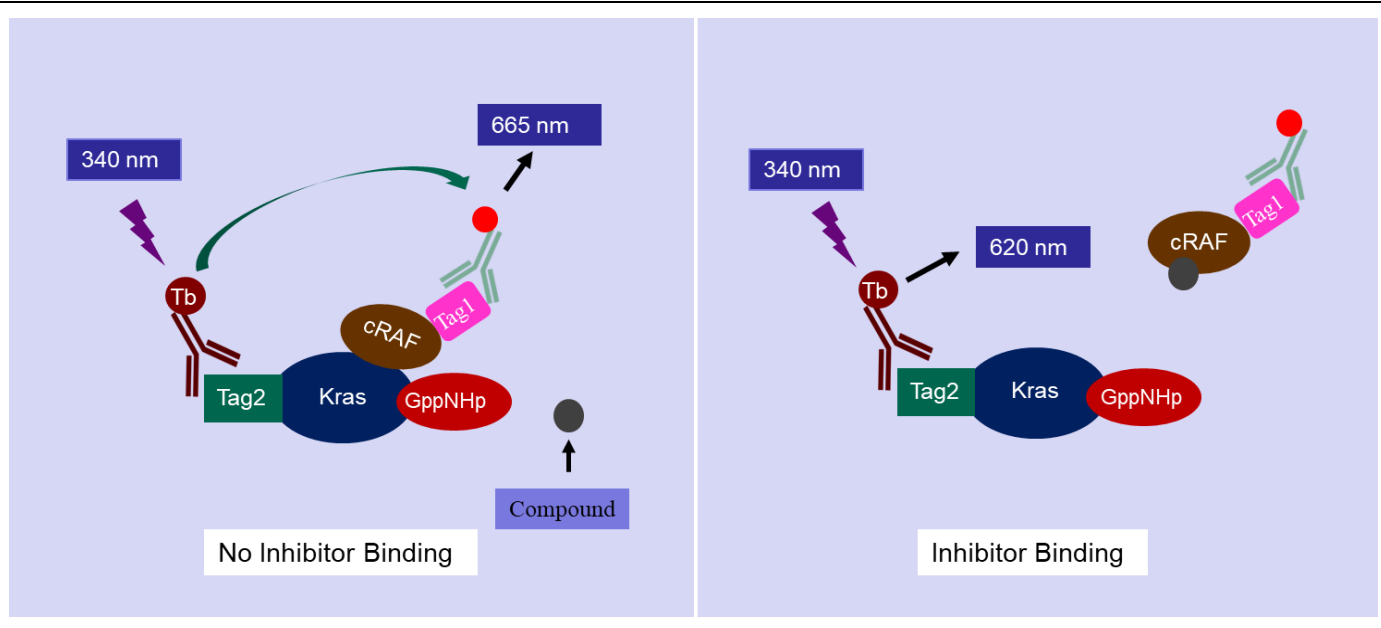 665 nm
340 nm
Tb
cRAF
Tag1
Tag2
Kras
GppNHp
Compound
No Inhibitor Binding
340 nm
620 nm
Tag1
cRAF
Tb
Tag2
Kras
GppNHp
Inhibitor Binding